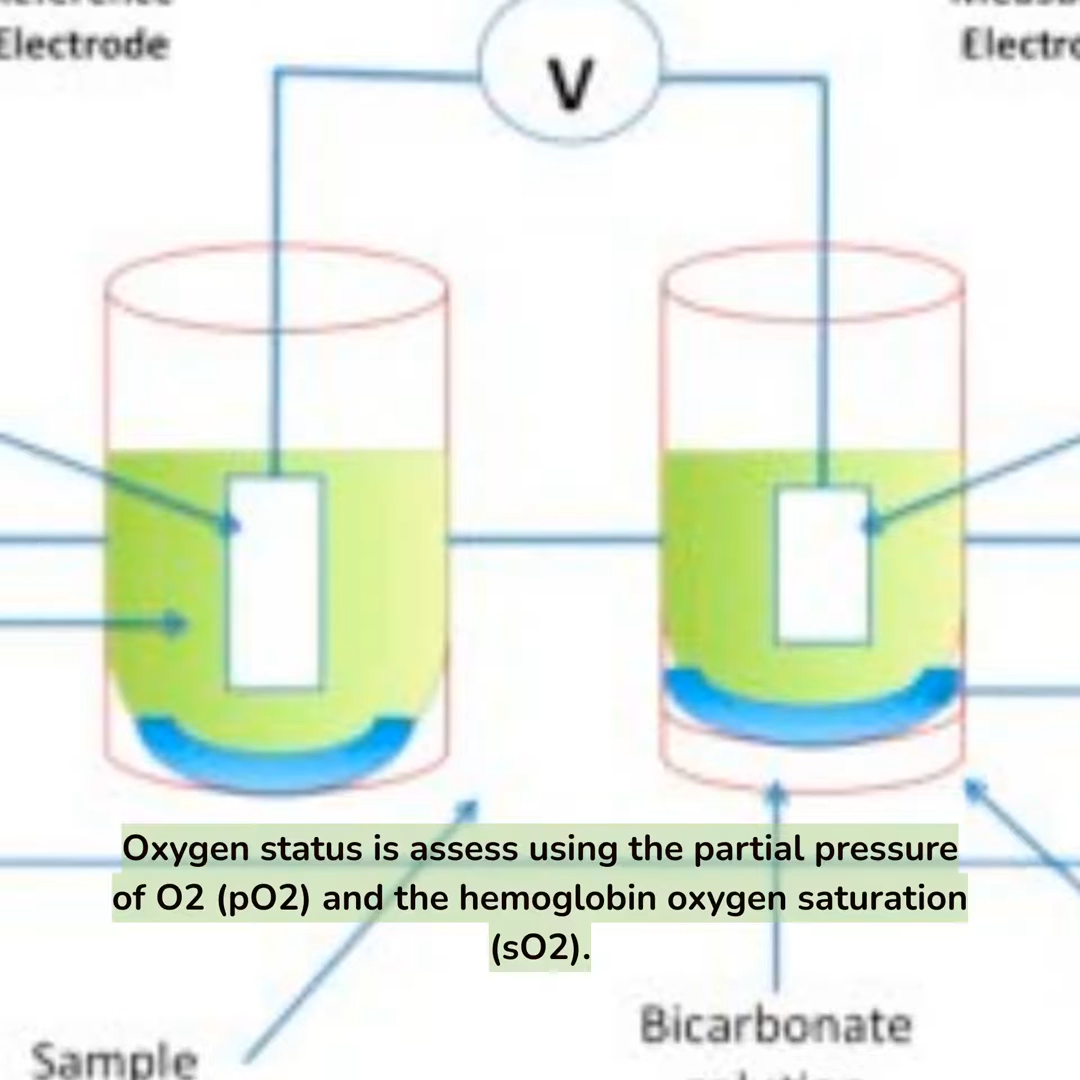 Electrode
Electro
V
Oxygen status is assess using the partial pressure
of O2 (pO2) and the hemoglobin oxygen saturation
(sO2).
Bicarbonate
Sample